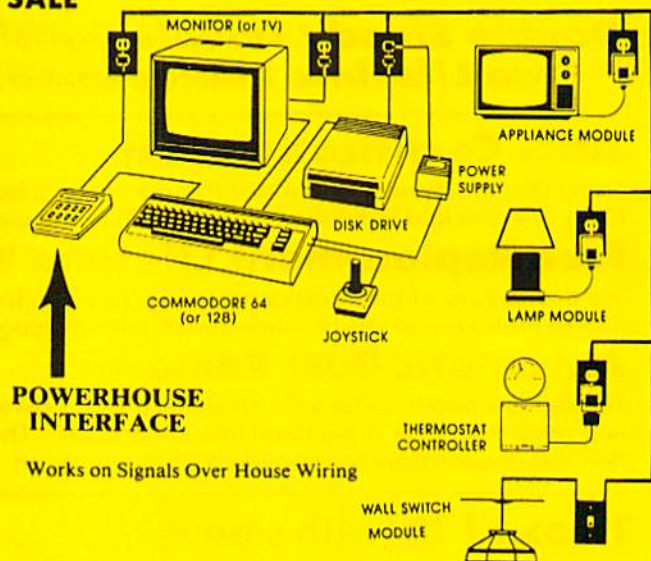 SALE
MONITOR (or TV)
APPLIANCE MODULE
POWER
SUPPLY
DISK DRIVE
COMMODORE 64
(or 128)
JOYSTICK
LAMP MODULE
POWERHOUSE
INTERFACE
Works on Signals Over House Wiring
THERMOSTAT
CONTROLLER
WALL SWITCH
MODULE